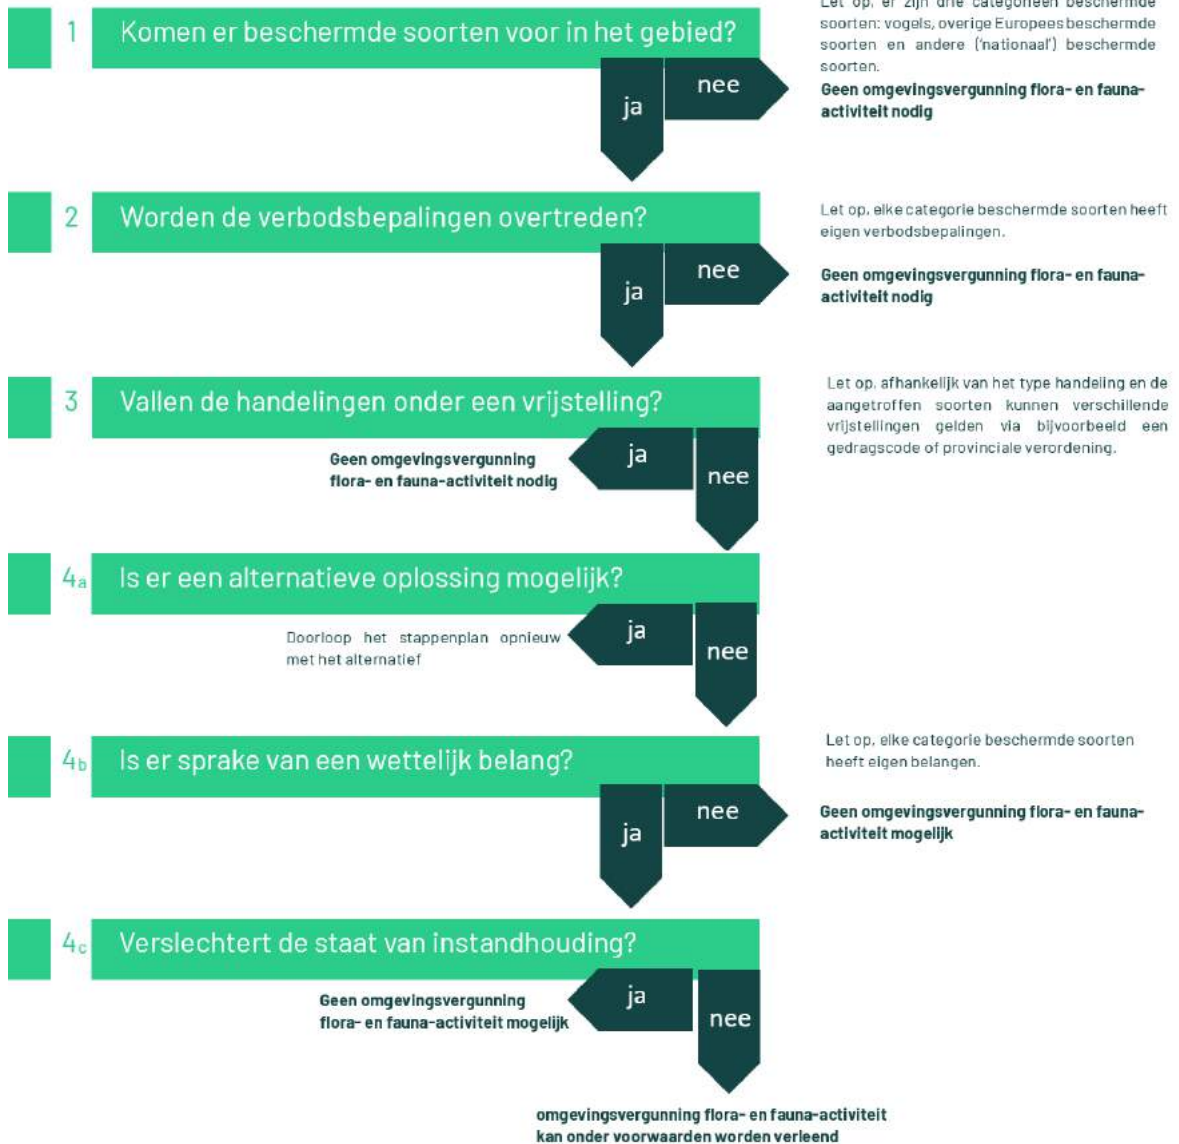 Let op, er zijn drie categorieën beschermde
soorten: vogels, overige Europees beschermde
soorten en andere ('nationaal') beschermde
soorten.
1 Komen er beschermde soorten voor in het gebied?
nee
ja
Geen omgevingsvergunning flora- en fauna-
activiteit nodig
2 Worden de verbodsbepalingen overtreden?
Let op, elke categorie beschermde soorten heeft
eigen verbodsbepalingen.
nee
ja
Geen omgevingsvergunning flora- en fauna-
activiteit nodig
3 Vallen de handelingen onder een vrijstelling?
Let op, afhankelijk van het type handeling en de
aangetroffen soorten kunnen verschillende
vrijstellingen gelden via bijvoorbeeld een
gedragscode of provinciale verordening.
ja
nee
Geen omgevingsvergunning
flora- en fauna-activiteit nodig
4a Is er een alternatieve oplossing mogelijk?
ja
nee
Doorloop het stappenplan opnieuw
met het alternatief
4b Is er sprake van een wettelijk belang?
Let op, elke categorie beschermde soorten
heeft eigen belangen.
nee
ja
Geen omgevingsvergunning flora- en fauna-
activiteit mogelijk
4c Verslechtert de staat van instandhouding?
ja
nee
Geen omgevingsvergunning
flora- en fauna-activiteit mogelijk
omgevingsvergunning flora- en fauna-activiteit
kan onder voorwaarden worden verleend